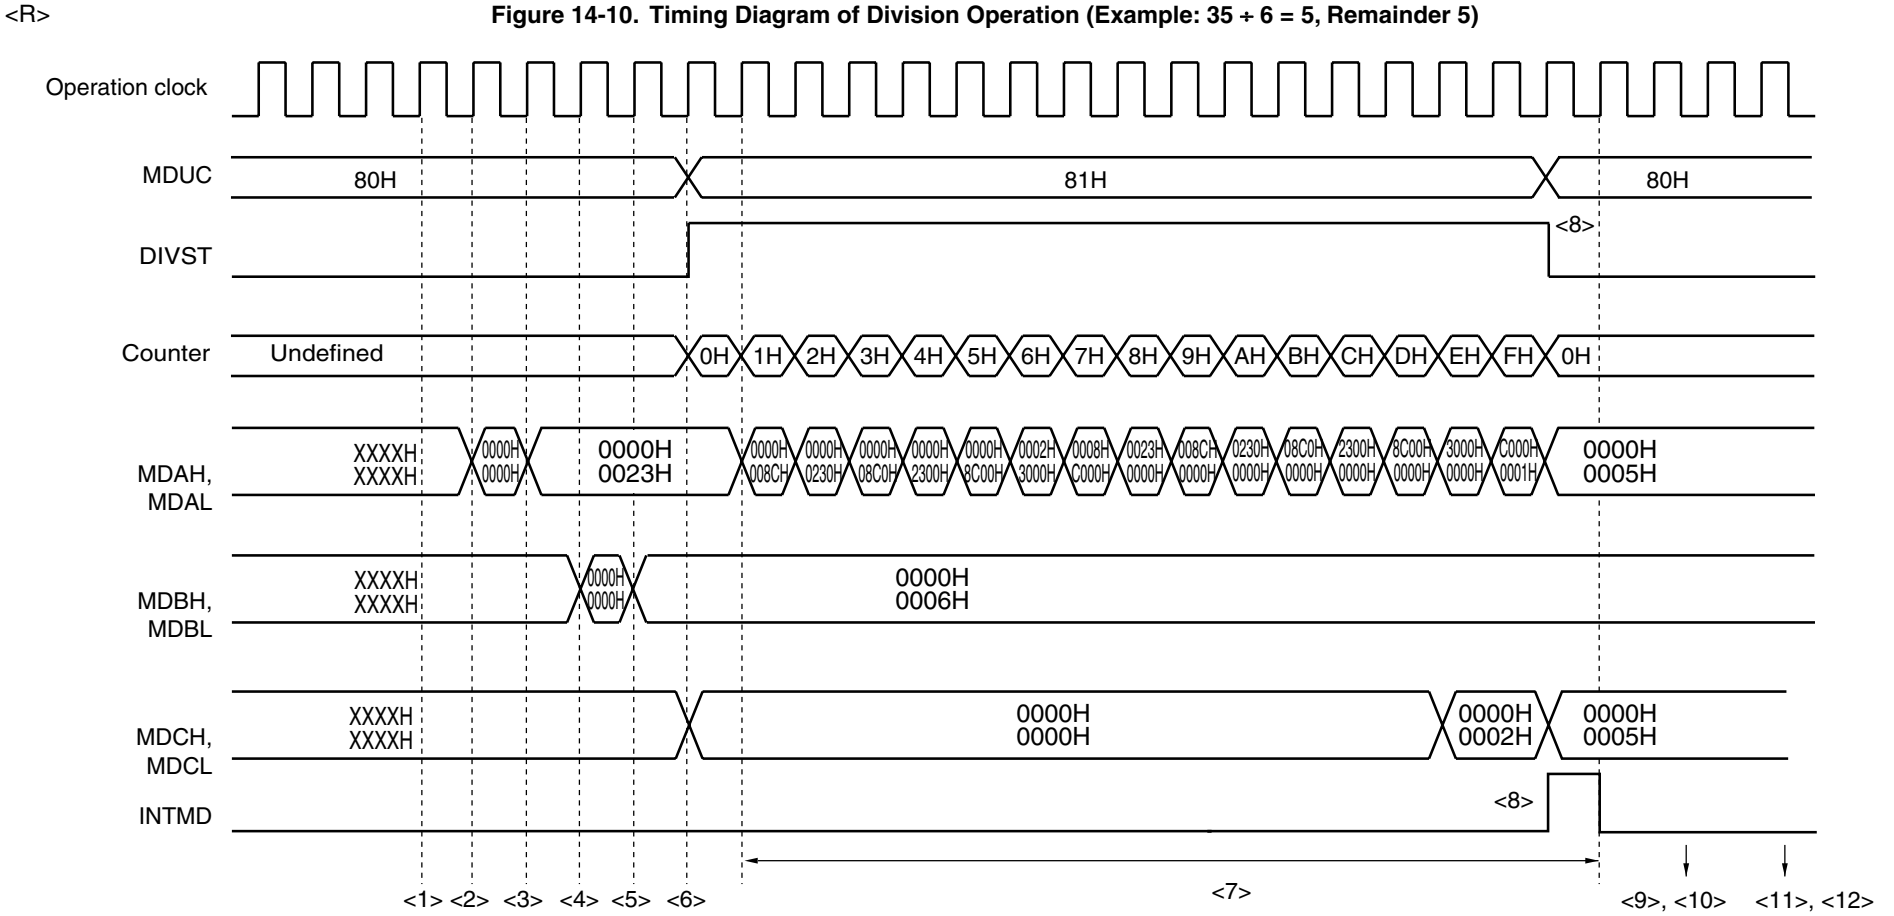 <R>
Figure 14-10. Timing Diagram of Division Operation (Example: 35 ÷ 6 = 5, Remainder 5)
Operation clock
MDUC 80H 81H 80H
DIVST <8>
Counter Undefined 0H 1H 2H 3H 4H 5H 6H 7H 8H 9H AH BH CH DH EH FH 0H
XXXXH 0000H 0000H 0000H 0000H 0000H 0000H 0000H 0002H 0008H 0023H 008CH 0230H 08C0H 2300H 8C00H 3000H C000H 0000H
XXXXH 0000H 0023H 008CH 0230H 08C0H 2300H 8C00H 3000H C000H 0000H 0000H 0000H 0000H 0000H 0000H 0000H 0001H 0005H
MDAH,
MDAL
XXXXH 0000H 0000H
XXXXH 0000H 0006H
MDBH,
MDBL
XXXXH 0000H 0000H 0000H
XXXXH 0000H 0002H 0005H
MDCH,
MDCL
INTMD <8>
<1> <2> <3> <4> <5> <6> <7> <9>, <10> <11>, <12>